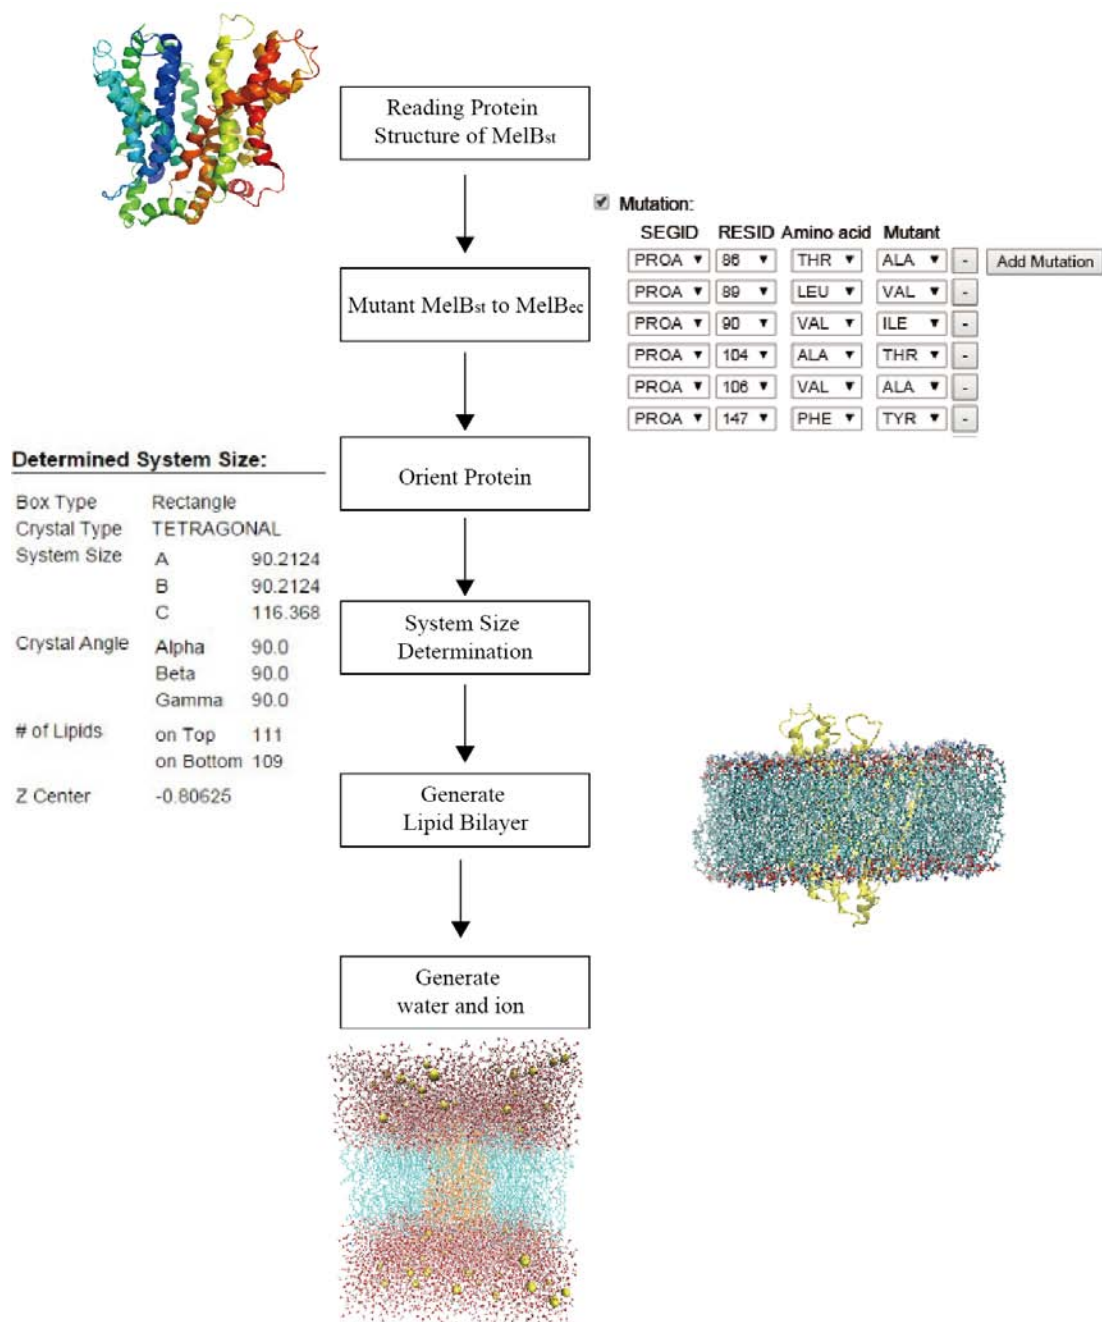 Reading Protein
Structure of MelBst
Mutation:
SEGID RESID Amino acid Mutant
PROA 86 THR ALA - Add Mutation
PROA 89 LEU VAL -
PROA 90 VAL ILE -
PROA 104 ALA THR -
PROA 106 VAL ALA -
PROA 147 PHE TYR -
Mutant MelBst to MelBec
Orient Protein
Determined System Size:
Box Type Rectangle
Crystal Type TETRAGONAL
System Size A 90.2124
B 90.2124
C 116.368
Crystal Angle Alpha 90.0
Beta 90.0
Gamma 90.0
# of Lipids on Top 111
on Bottom 109
Z Center -0.80625
System Size
Determination
Generate
Lipid Bilayer
Generate
water and ion